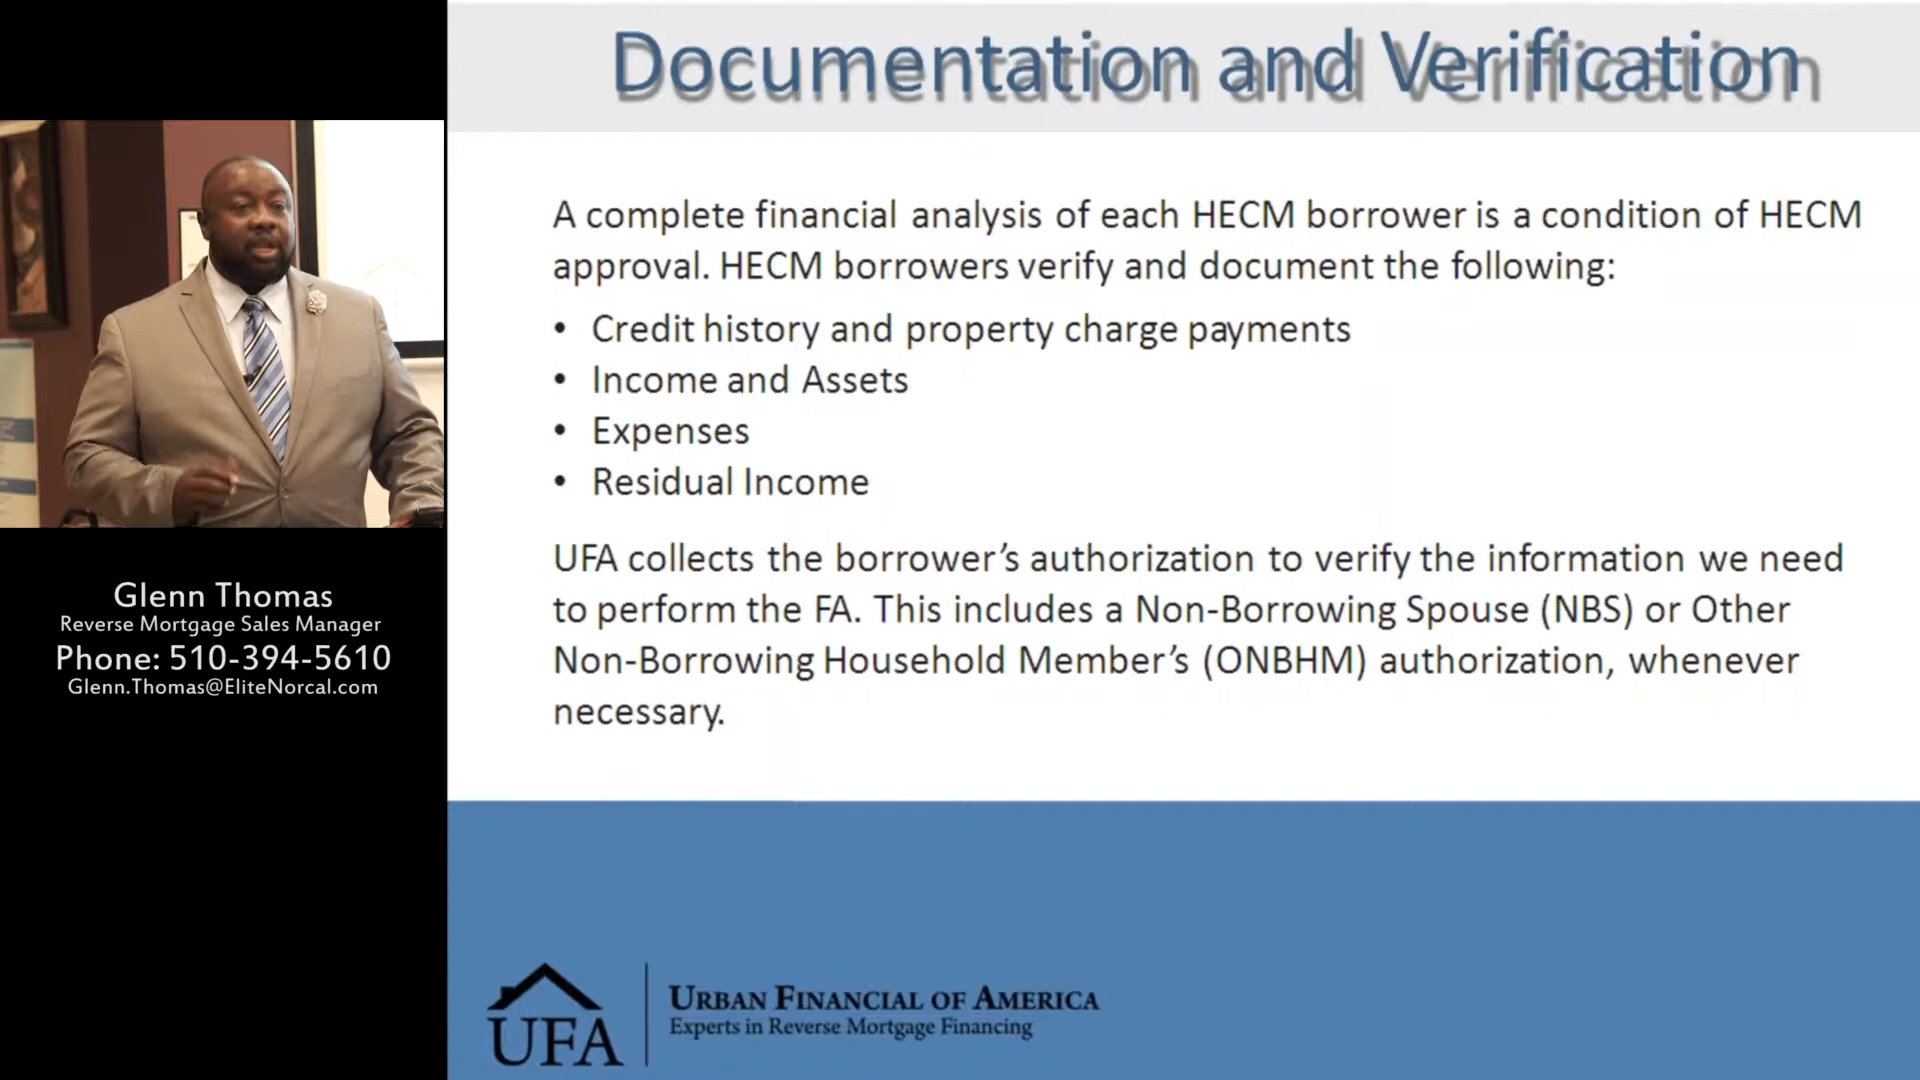 Documentation and Verification
A complete financial analysis of each HECM borrower is a condition of HECM
approval. HECM borrowers verify and document the following:
• Credit history and property charge payments
• Income and Assets
• Expenses
• Residual Income
UFA collects the borrower’s authorization to verify the information we need
to perform the FA. This includes a Non-Borrowing Spouse (NBS) or Other
Non-Borrowing Household Member’s (ONBHM) authorization, whenever
necessary.
Glenn Thomas
Reverse Mortgage Sales Manager
Phone: 510-394-5610
Glenn.Thomas@EliteNorcal.com
UFA
URBAN FINANCIAL OF AMERICA
Experts in Reverse Mortgage Financing